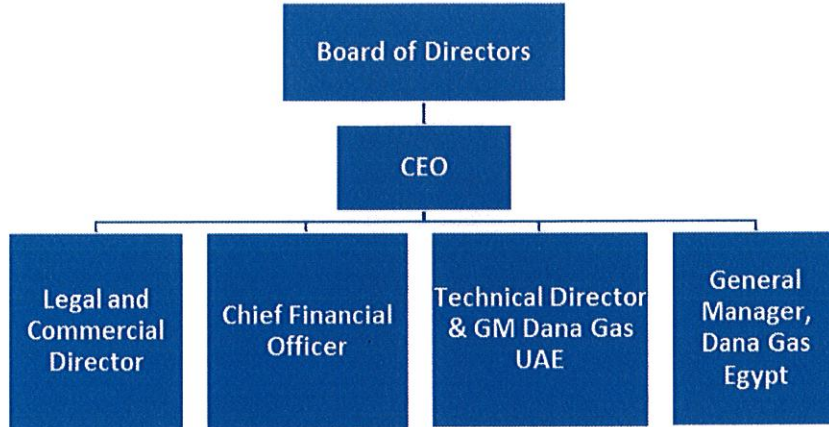 Board of Directors
CEO
Legal and
Commercial
Director
Chief Financial
Officer
Technical Director
& GM Dana Gas
UAE
General
Manager,
Dana Gas
Egypt